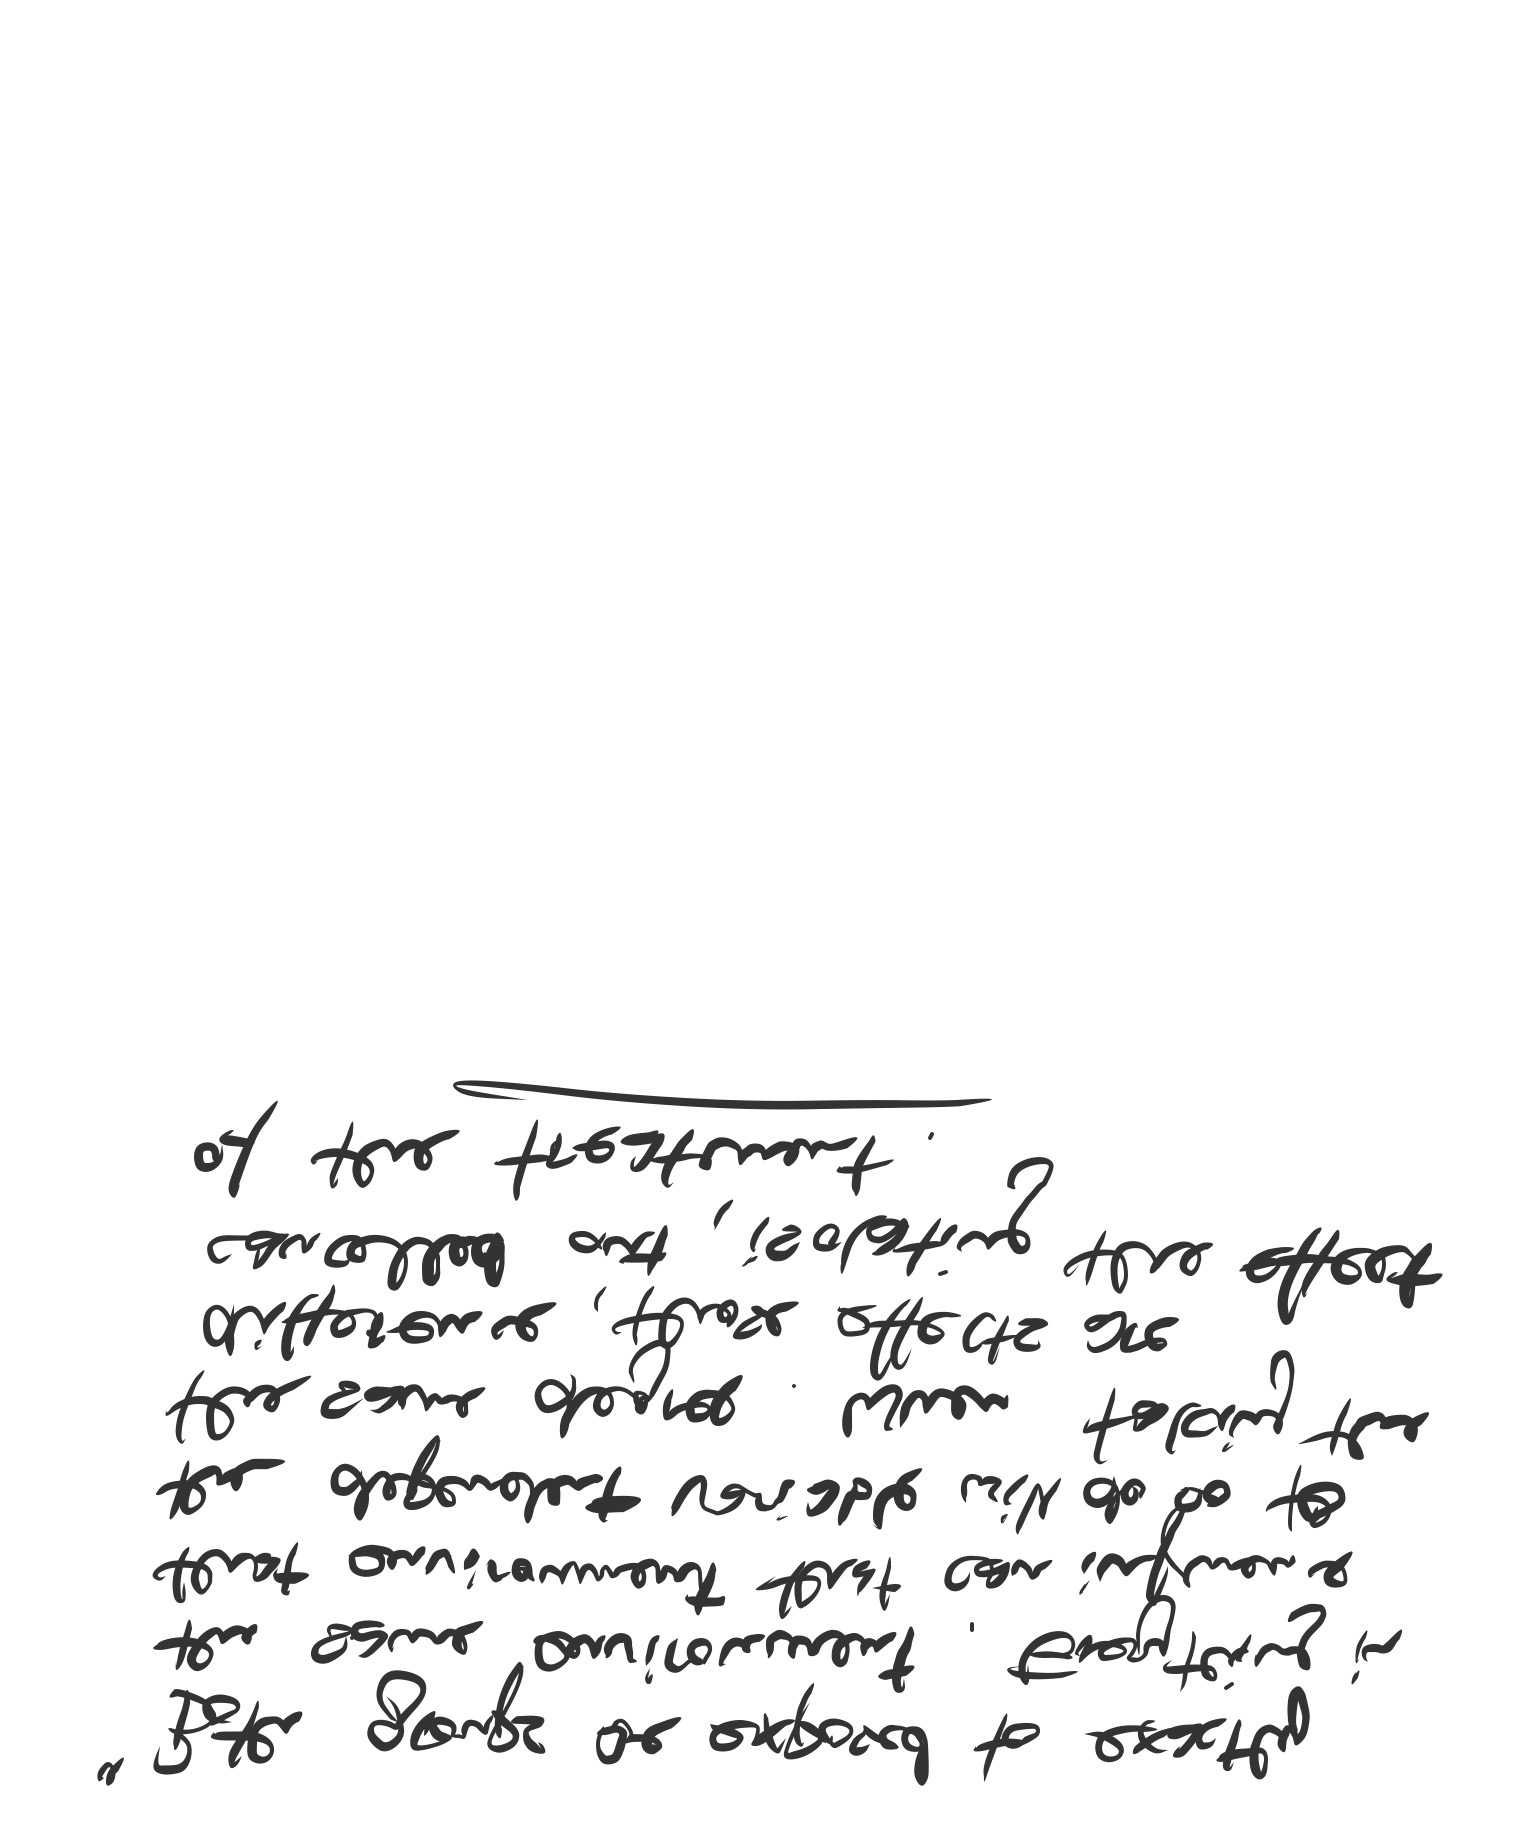 “ Both groups are exposed to exactly
the same environment. Everything in
that environment that can influence
the dependent variable will do so to
the same degree. When taking the
difference, those effects are
cancelled out, isolating the effect
of the treatment.